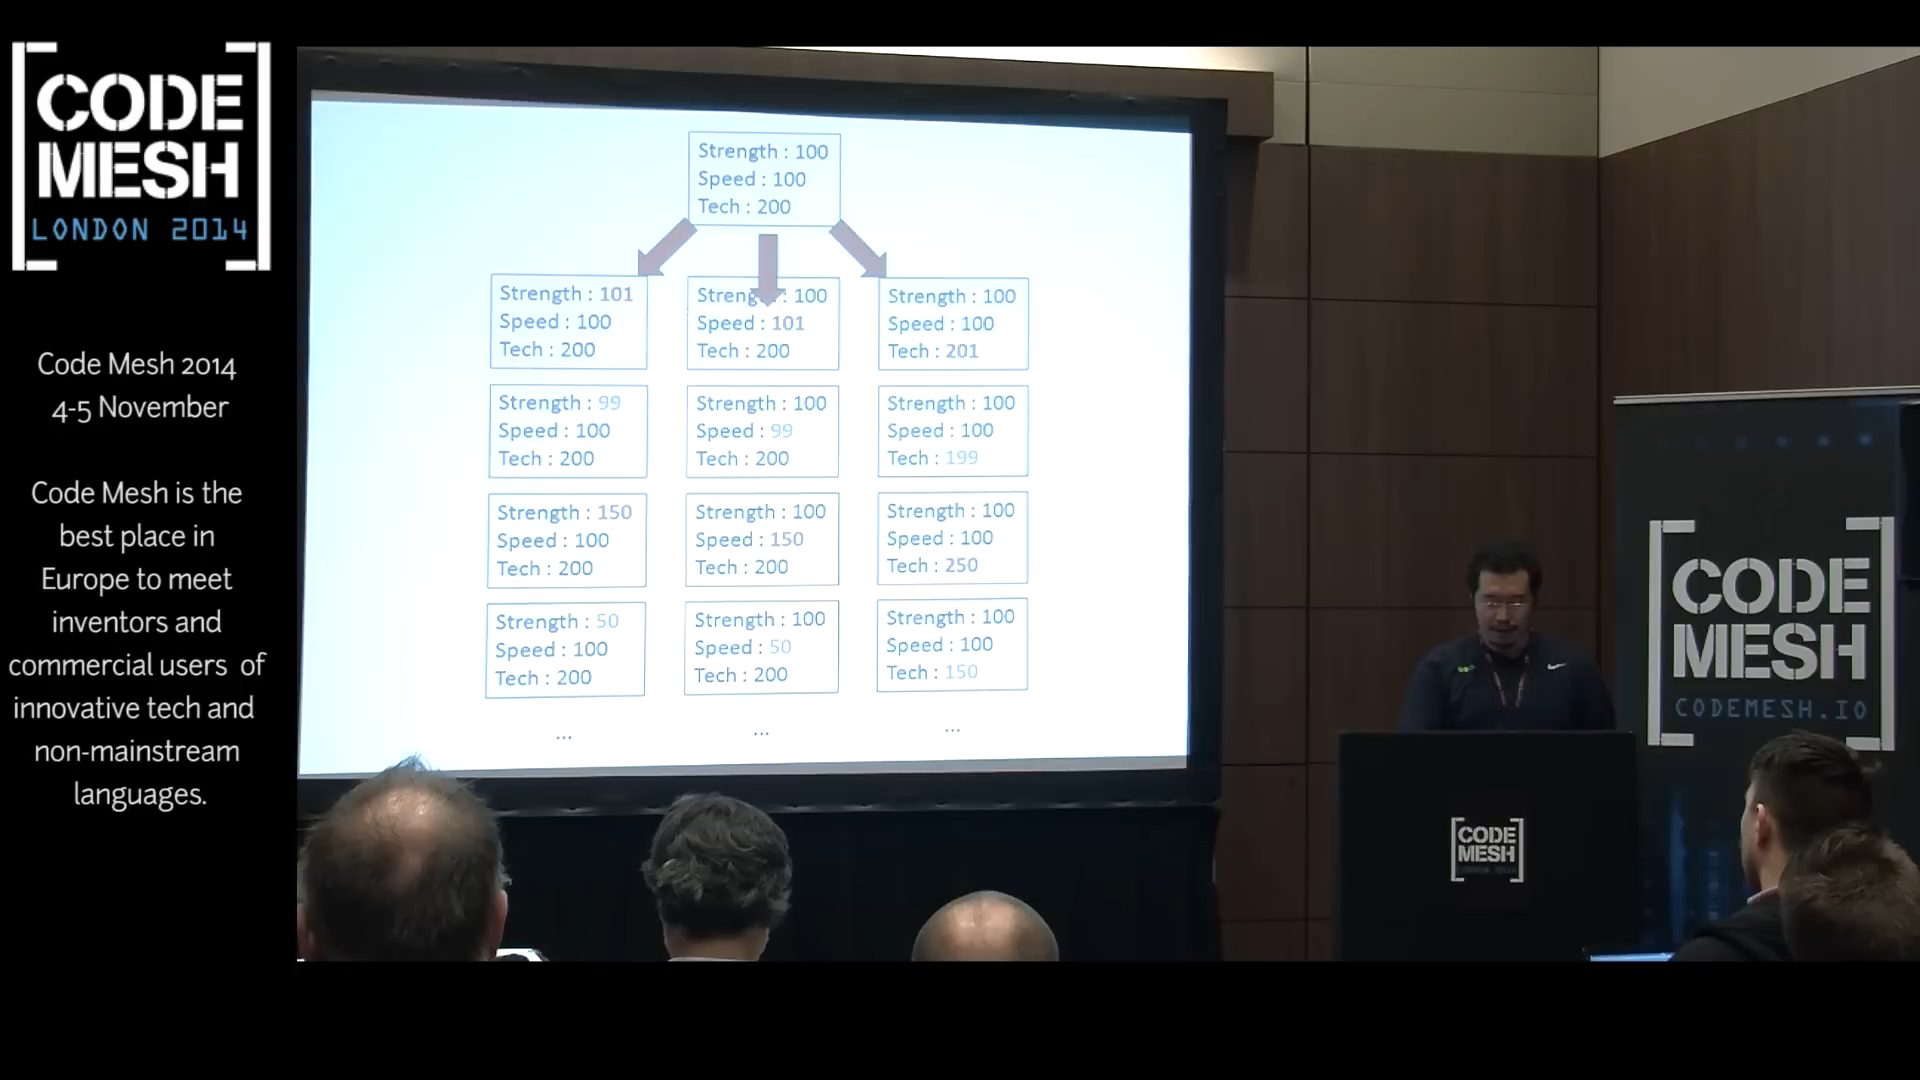 CODE
MESH
LONDON 2014
Code Mesh 2014
4-5 November
Code Mesh is the
best place in
Europe to meet
inventors and
commercial users of
innovative tech and
non-mainstream
languages.
Strength : 100
Speed : 100
Tech : 200
Strength : 101
Speed : 100
Tech : 200
Strength : 100
Speed : 101
Tech : 200
Strength : 100
Speed : 100
Tech : 201
Strength : 99
Speed : 100
Tech : 200
Strength : 100
Speed : 99
Tech : 200
Strength : 100
Speed : 100
Tech : 199
Strength : 150
Speed : 100
Tech : 200
Strength : 100
Speed : 150
Tech : 200
Strength : 100
Speed : 100
Tech : 250
Strength : 50
Speed : 100
Tech : 200
Strength : 100
Speed : 50
Tech : 200
Strength : 100
Speed : 100
Tech : 150
...
...
...
CODE
MESH
CODEMESH.IO
CODE
MESH
LONDON 2014